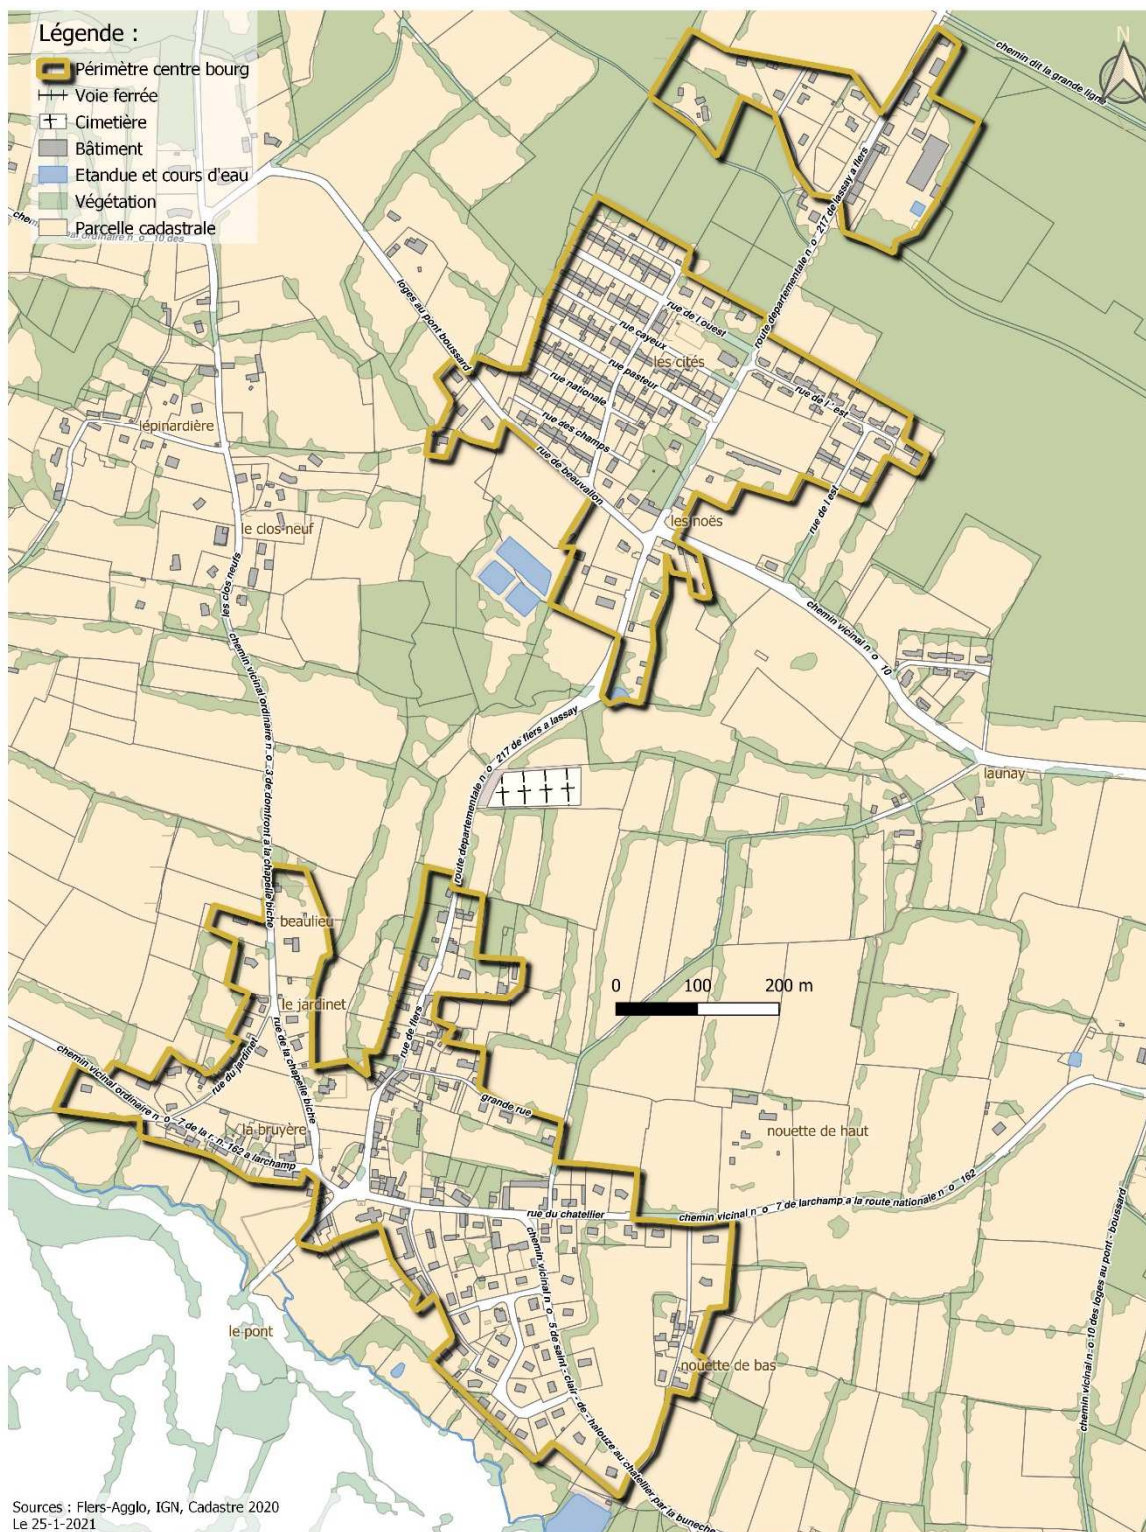 Légende :
Périmètre centre bourg
Voie ferrée
Cimetière
Bâtiment
Etandue et cours d'eau
Végétation
Parcelle cadastrale
N
chemin dit la grande ligne
10 des
loges au pont boussard
route departementale n o 217 de lassay a flers
rue de l'ouest
rue cayeux
les cités
rue pasteur
rue nationale
rue des champs
rue de l'est
rue de beauvallon
rue de l est
lépinardière
le clos-neuf
les noës
les clos neufs
chemin vicinal n o 10
chemin vicinal ordinaire n o 3 de domfront a la chapelle biche
route departementale n o 217 de flers a lassay
launay
beaulieu
le jardinet
0 100 200 m
rue de flers
rue de la chapelle biche
rue du jardinet
chemin vicinal ordinaire n o 7 de la r. n. 162 a larchamp
grande rue
la bruyère
nouette de haut
rue du chatellier
chemin vicinal n o 7 de larchamp a la route nationale n o 162
chemin vicinal n o 5 de saint - clair - de - halouze au chatellier par la buneche
chemin vicinal n o 10 des loges au pont - boussard
le pont
nouette de bas
Sources : Flers-Agglo, IGN, Cadastre 2020
Le 25-1-2021